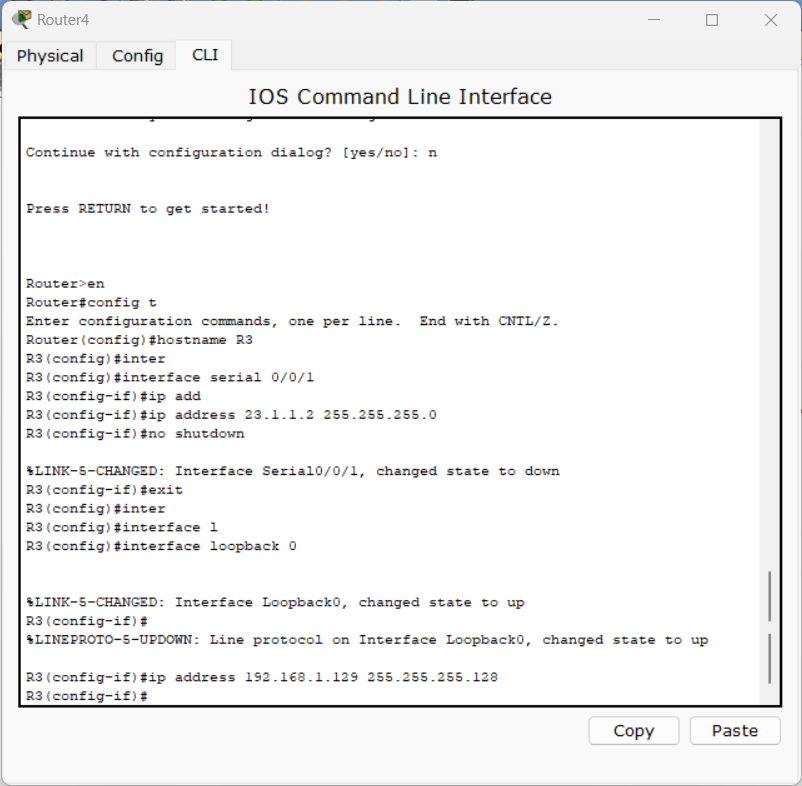 Router4
Physical Config CLI
IOS Command Line Interface
Continue with configuration dialog? [yes/no]: n
Press RETURN to get started!
Router>en
Router#config t
Enter configuration commands, one per line.  End with CNTL/Z.
Router(config)#hostname R3
R3(config)#inter
R3(config)#interface serial 0/0/1
R3(config-if)#ip add
R3(config-if)#ip address 23.1.1.2 255.255.255.0
R3(config-if)#no shutdown
%LINK-5-CHANGED: Interface Serial0/0/1, changed state to down
R3(config-if)#exit
R3(config)#inter
R3(config)#interface l
R3(config)#interface loopback 0
%LINK-5-CHANGED: Interface Loopback0, changed state to up
R3(config-if)#
%LINEPROTO-5-UPDOWN: Line protocol on Interface Loopback0, changed state to up
R3(config-if)#ip address 192.168.1.129 255.255.255.128
R3(config-if)#
Copy Paste